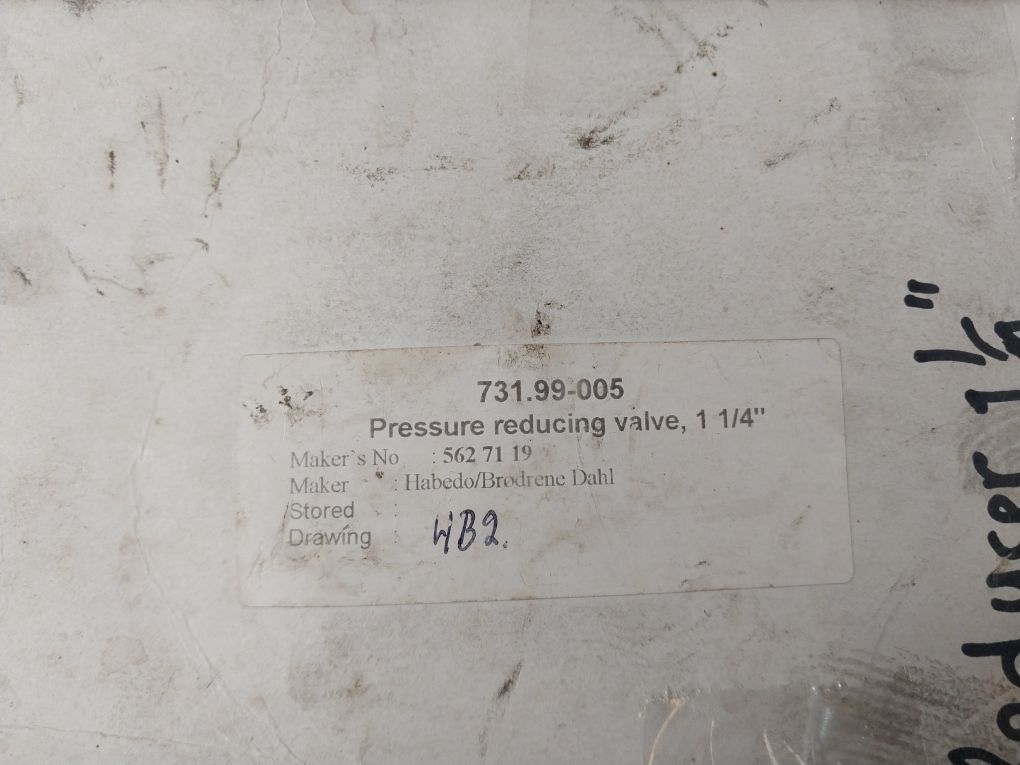 731.99-005
Pressure reducing valve, 1 1/4"
Maker`s No : 562 71 19
Maker : Habedo/Brodrene Dahl
/Stored :
Drawing :
4B2.